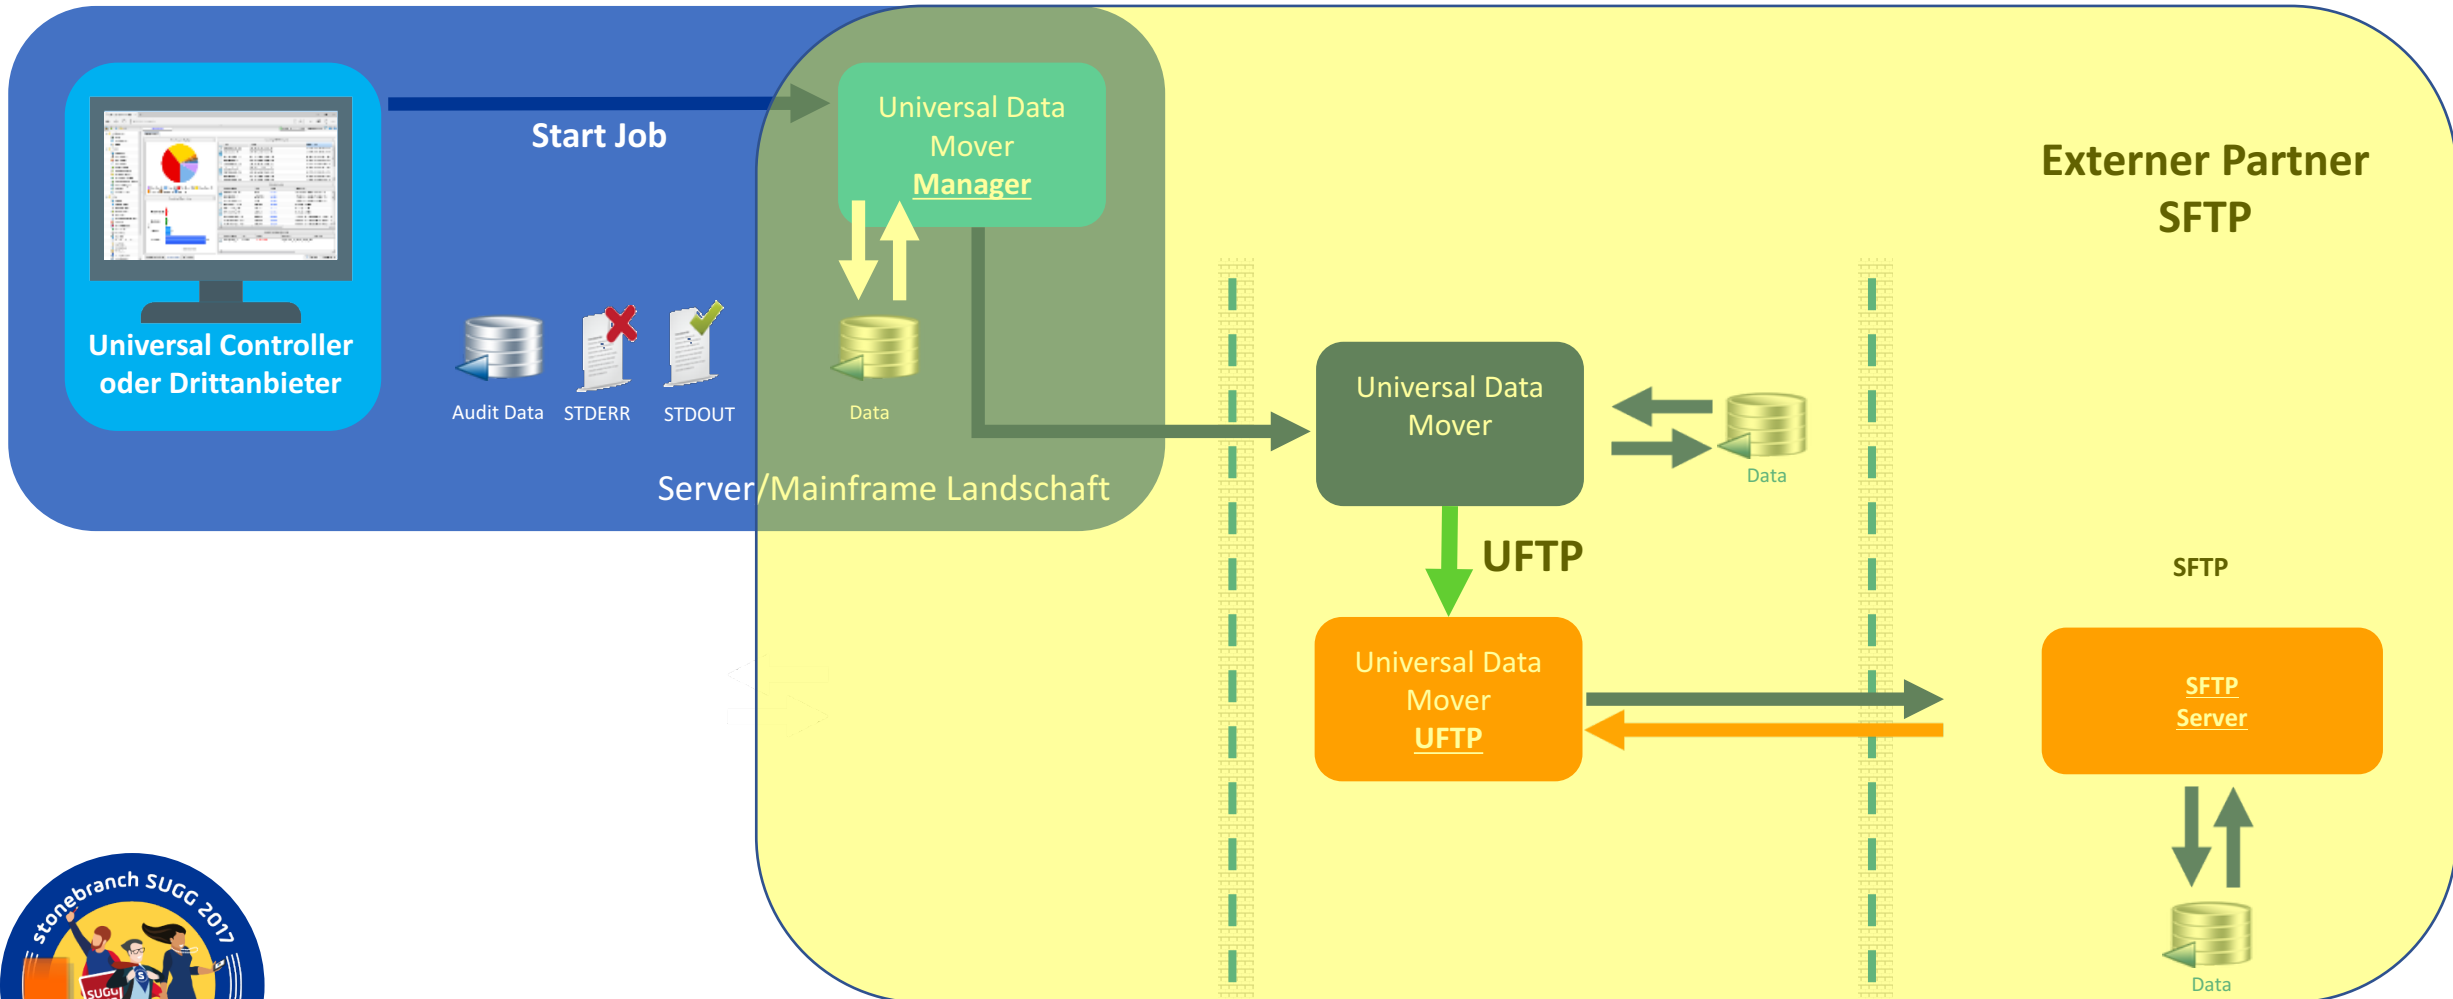 Start Job
Universal Data
Mover
Manager
Externer Partner
SFTP
Universal Controller
oder Drittanbieter
Audit Data
STDERR
STDOUT
Data
Server/Mainframe Landschaft
Universal Data
Mover
Data
UFTP
SFTP
Universal Data
Mover
UFTP
SFTP
Server
Data
stonebranch SUGG 2017
S
SUGG